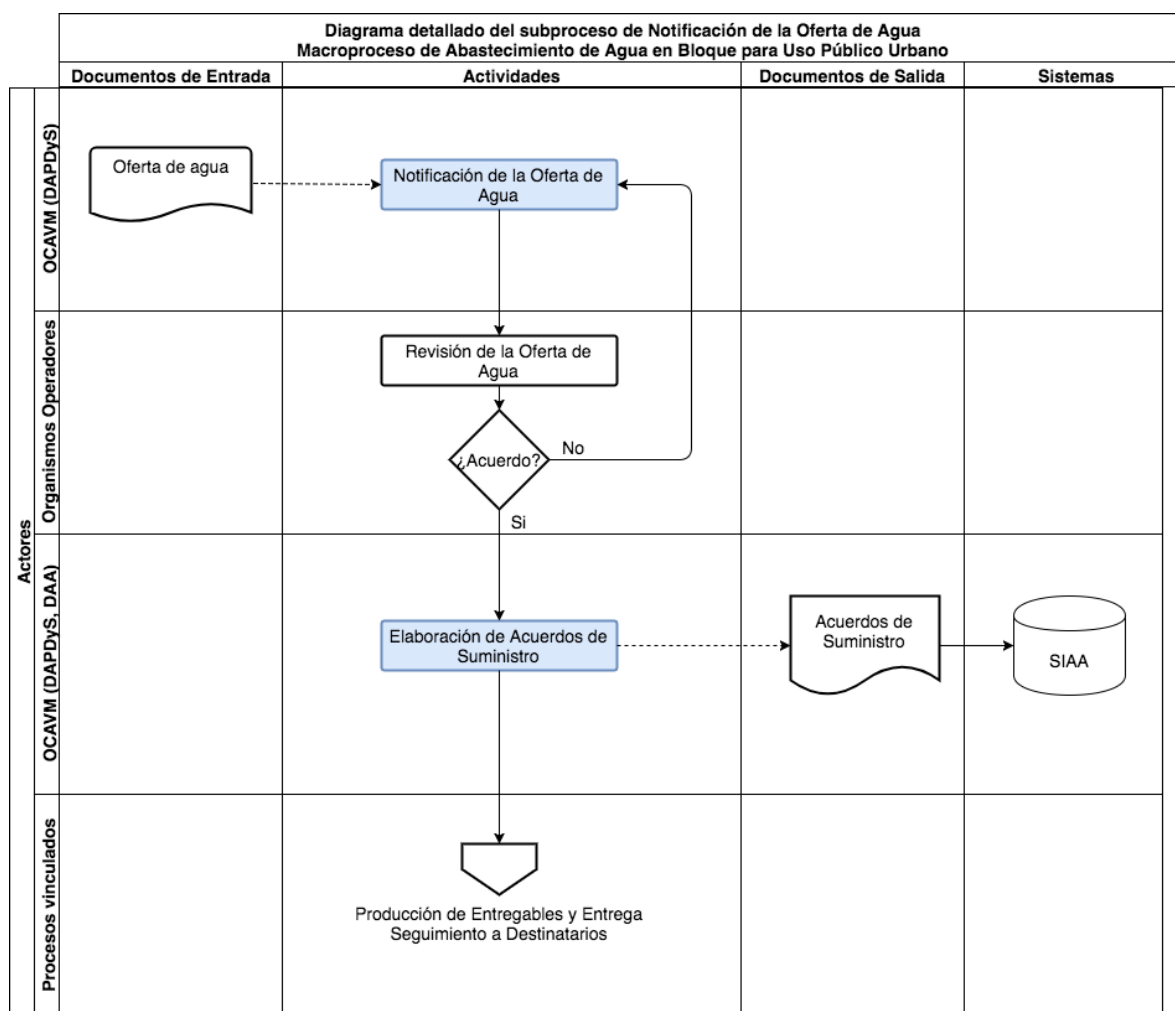 Diagrama detallado del subproceso de Notificación de la Oferta de Agua
Macroproceso de Abastecimiento de Agua en Bloque para Uso Público Urbano
Documentos de Entrada
Actividades
Documentos de Salida
Sistemas
Actores
OCAVM (DAPDyS)
Oferta de agua
Notificación de la Oferta de
Agua
Organismos Operadores
Revisión de la Oferta de
Agua
¿Acuerdo?
No
Si
OCAVM (DAPDyS, DAA)
Elaboración de Acuerdos de
Suministro
Acuerdos de
Suministro
SIAA
Procesos vinculados
Producción de Entregables y Entrega
Seguimiento a Destinatarios